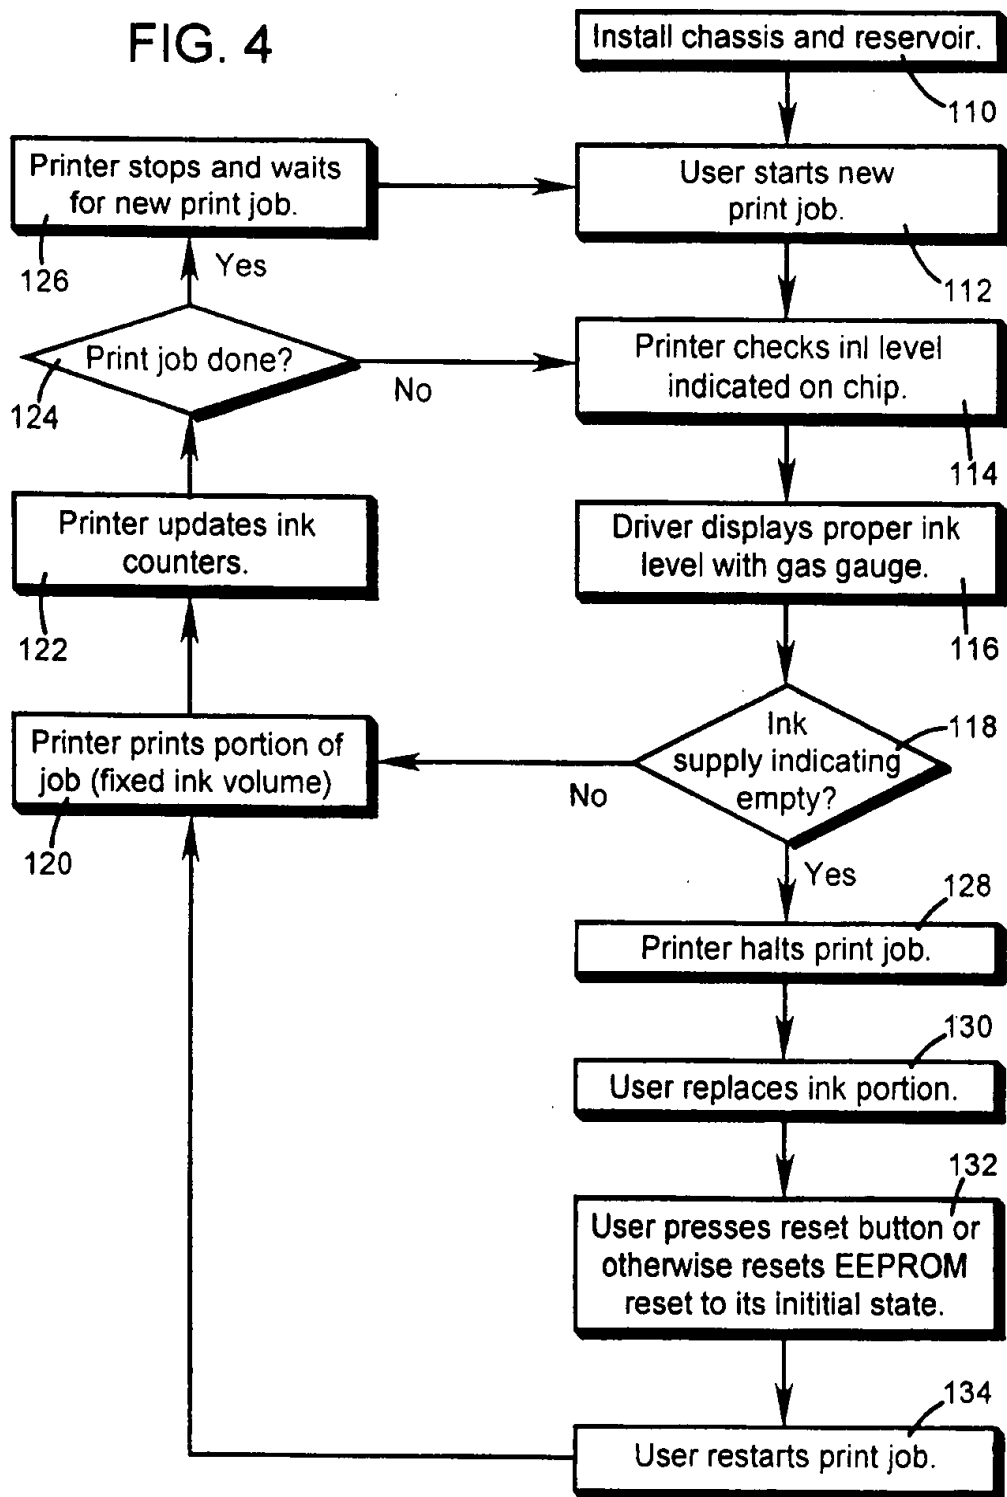 FIG. 4
Install chassis and reservoir.
110
User starts new
print job.
112
Printer checks inl level
indicated on chip.
114
Driver displays proper ink
level with gas gauge.
116
Ink
supply indicating
empty?
118
No
Yes
Printer prints portion of
job (fixed ink volume)
120
Printer updates ink
counters.
122
Print job done?
124
No
Yes
Printer stops and waits
for new print job.
126
Printer halts print job.
128
User replaces ink portion.
130
User presses reset button or
otherwise resets EEPROM
reset to its inititial state.
132
User restarts print job.
134